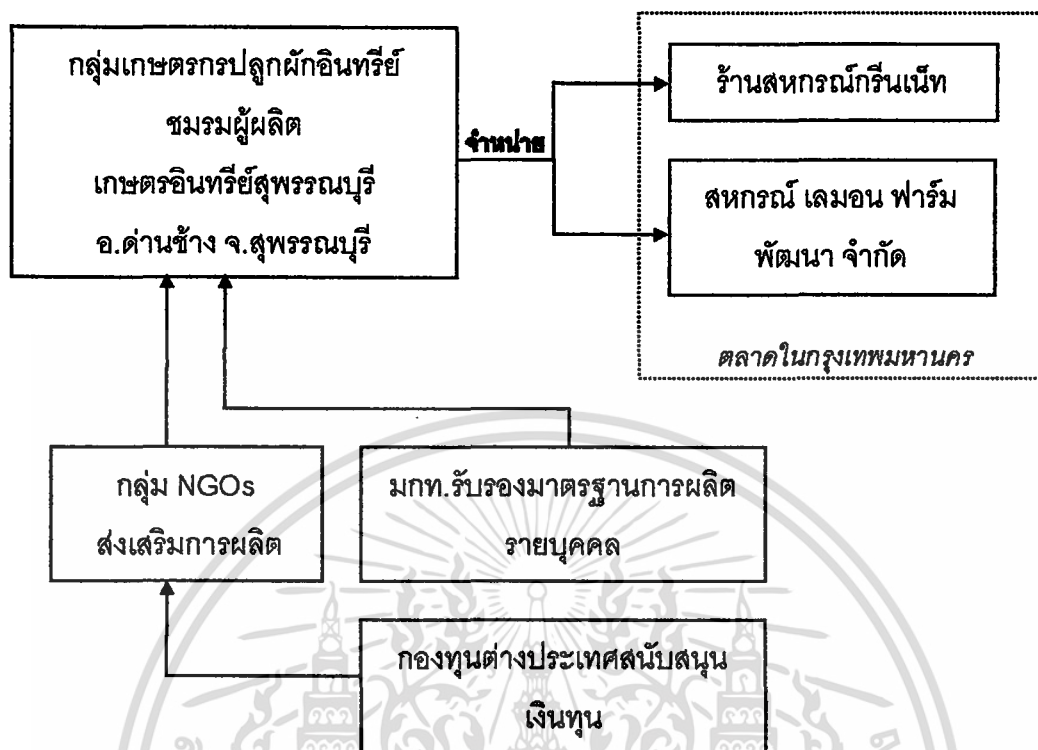 กลุ่มเกษตรกรปลูกผักอินทรีย์
ชมรมผู้ผลิต
เกษตรอินทรีย์สุพรรณบุรี
อ.ด่านช้าง จ.สุพรรณบุรี
จำหน่าย
ร้านสหกรณ์กรีนเน็ท
สหกรณ์ เลมอน ฟาร์ม
พัฒนา จำกัด
ตลาดในกรุงเทพมหานคร
กลุ่ม NGOs
ส่งเสริมการผลิต
มกท.รับรองมาตรฐานการผลิต
รายบุคคล
กองทุนต่างประเทศสนับสนุน
เงินทุน